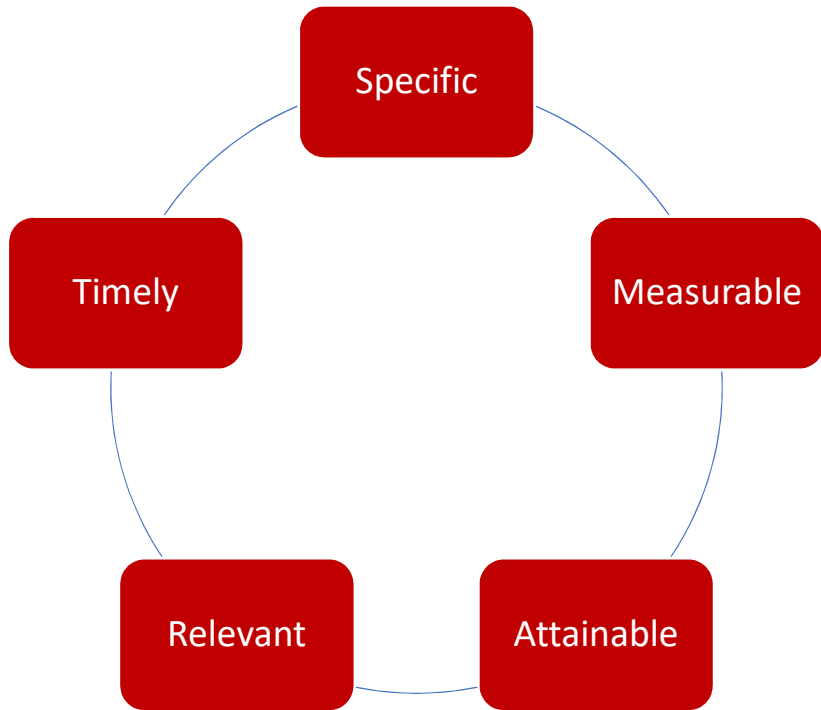 Specific
Measurable
Attainable
Relevant
Timely